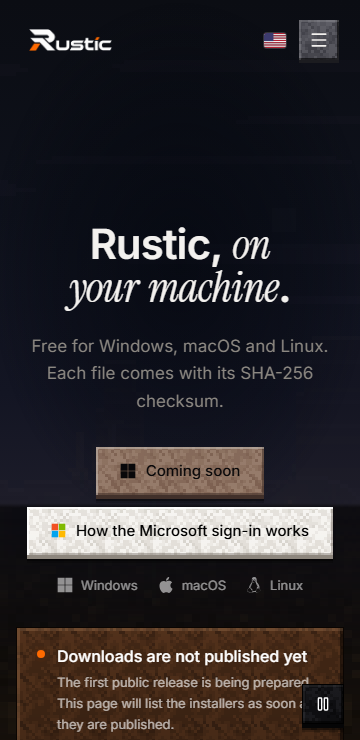 Rustic
Rustic, on
your machine.
Free for Windows, macOS and Linux.
Each file comes with its SHA-256
checksum.
Coming soon
How the Microsoft sign-in works
Windows macOS Linux
Downloads are not published yet
The first public release is being prepared.
This page will list the installers as soon
they are published.